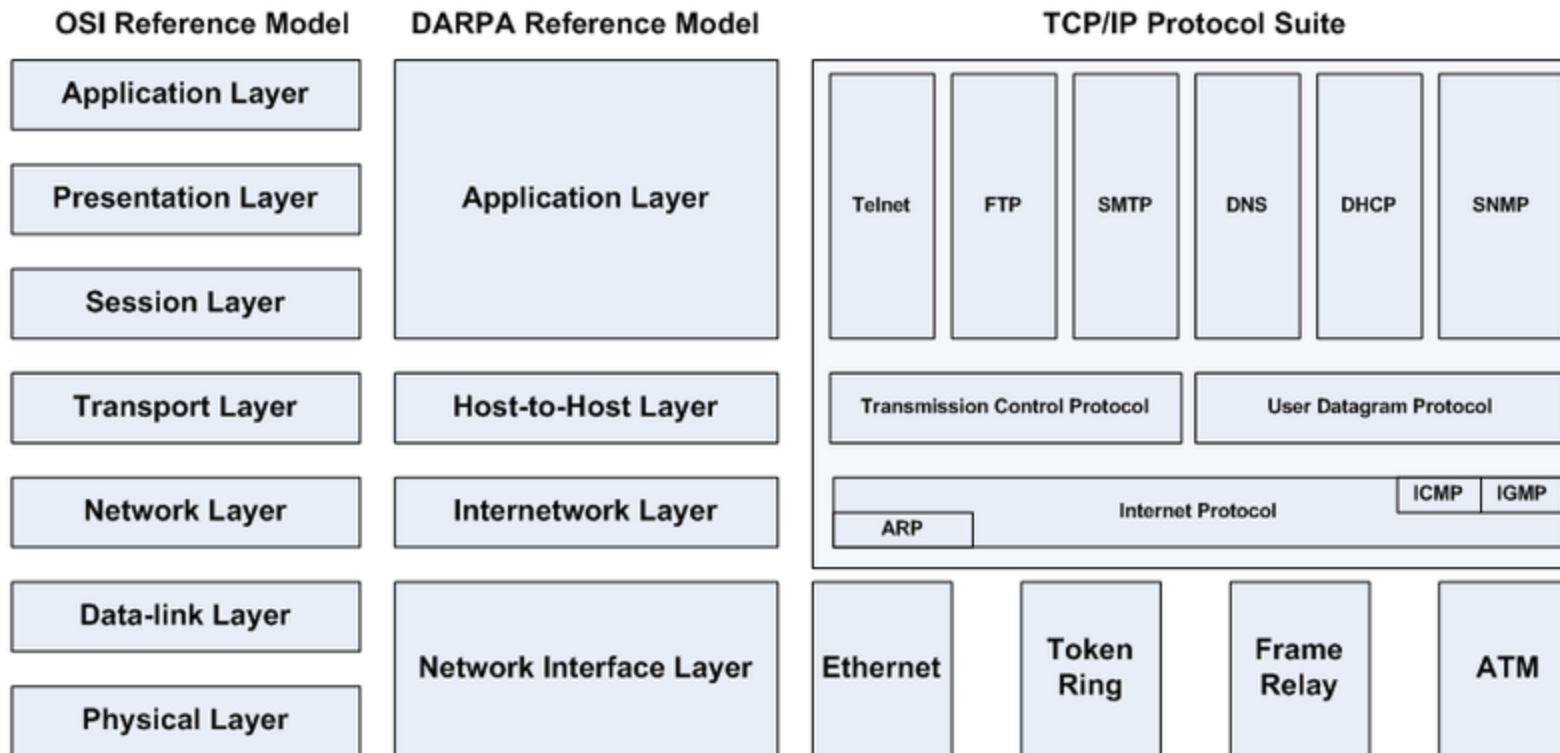 OSI Reference Model
DARPA Reference Model
TCP/IP Protocol Suite
Application Layer
Presentation Layer
Session Layer
Transport Layer
Network Layer
Data-link Layer
Physical Layer
Application Layer
Host-to-Host Layer
Internetwork Layer
Network Interface Layer
Telnet
FTP
SMTP
DNS
DHCP
SNMP
Transmission Control Protocol
User Datagram Protocol
Internet Protocol
ARP
ICMP
IGMP
Ethernet
Token
Ring
Frame
Relay
ATM